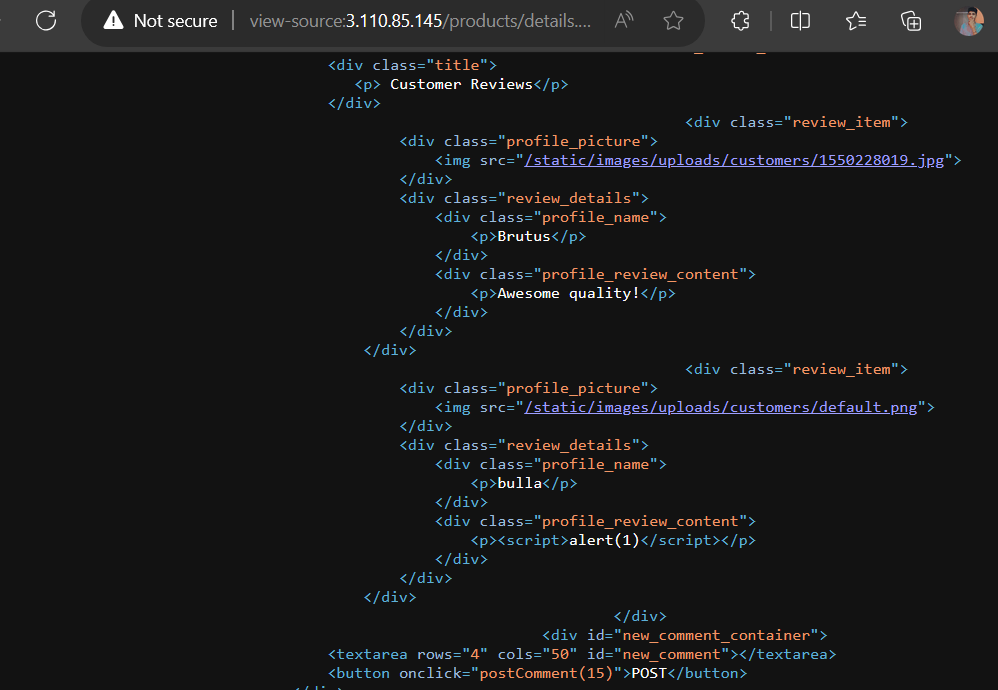 Not secure | view-source:3.110.85.145/products/details....
<div class="title">
<p> Customer Reviews</p>
</div>
<div class="review_item">
<div class="profile_picture">
<img src="/static/images/uploads/customers/1550228019.jpg">
</div>
<div class="review_details">
<div class="profile_name">
<p>Brutus</p>
</div>
<div class="profile_review_content">
<p>Awesome quality!</p>
</div>
</div>
</div>
<div class="review_item">
<div class="profile_picture">
<img src="/static/images/uploads/customers/default.png">
</div>
<div class="review_details">
<div class="profile_name">
<p>bulla</p>
</div>
<div class="profile_review_content">
<p><script>alert(1)</script></p>
</div>
</div>
</div>
</div>
<div id="new_comment_container">
<textarea rows="4" cols="50" id="new_comment"></textarea>
<button onclick="postComment(15)">POST</button>